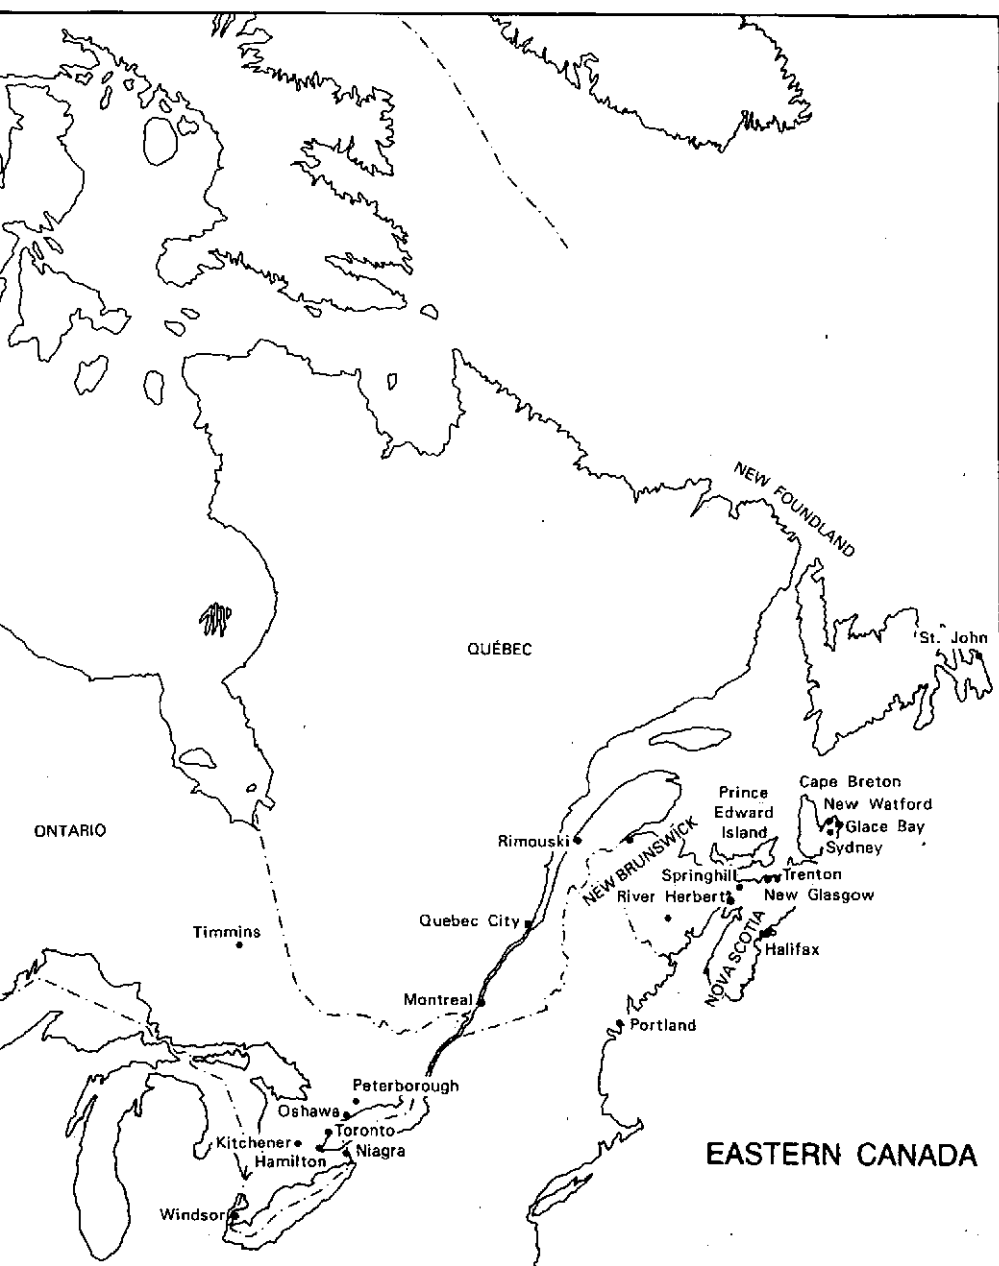 NEW FOUNDLAND
St. John
QUÉBEC
Cape Breton
Prince
Edward
Island
New Watford
Glace Bay
Sydney
ONTARIO
Rimouski
NEW BRUNSWICK
Springhill
Trenton
River Herbert
New Glasgow
Quebec City
Timmins
NOVA SCOTIA
Halifax
Montreal
Portland
Peterborough
Oshawa
Toronto
Kitchener
Niagra
Hamilton
EASTERN CANADA
Windsor